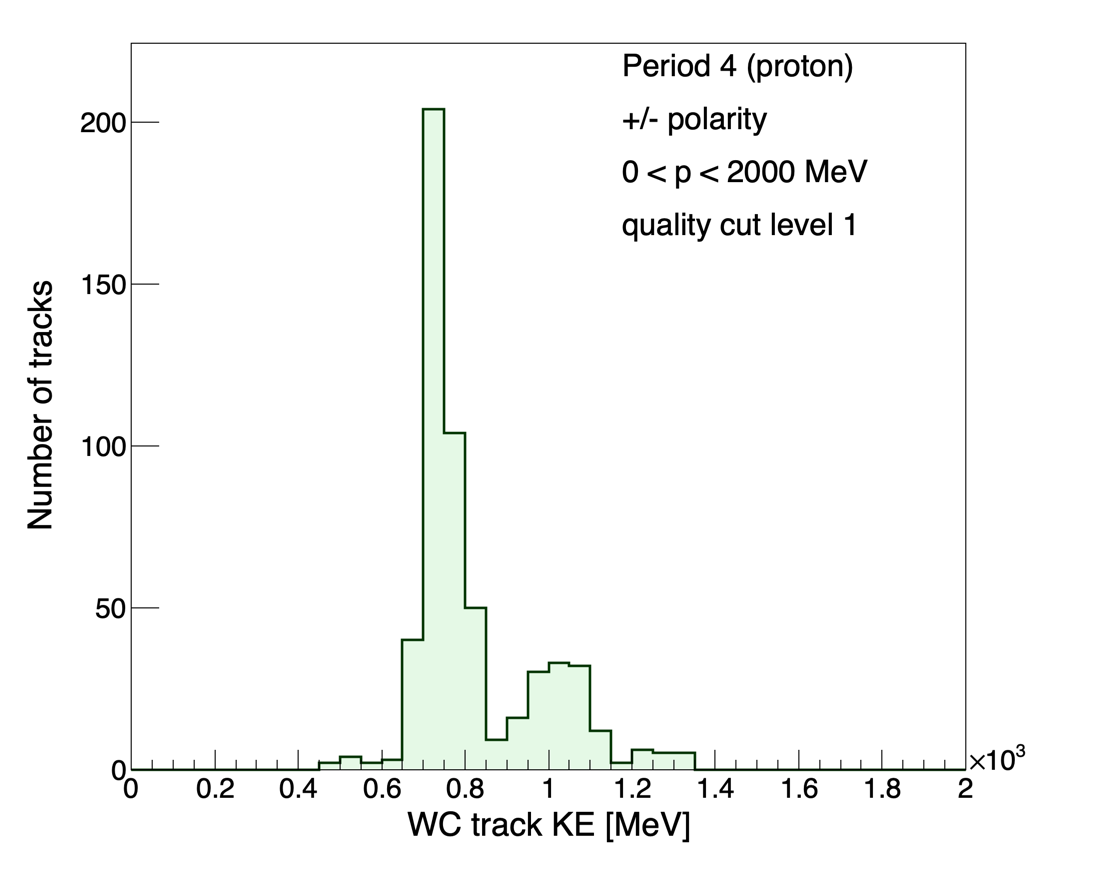 Period 4 (proton)
+/- polarity
0 < p < 2000 MeV
quality cut level 1
Number of tracks
200
150
100
50
0
0 0.2 0.4 0.6 0.8 1 1.2 1.4 1.6 1.8 2
×10³
WC track KE [MeV]